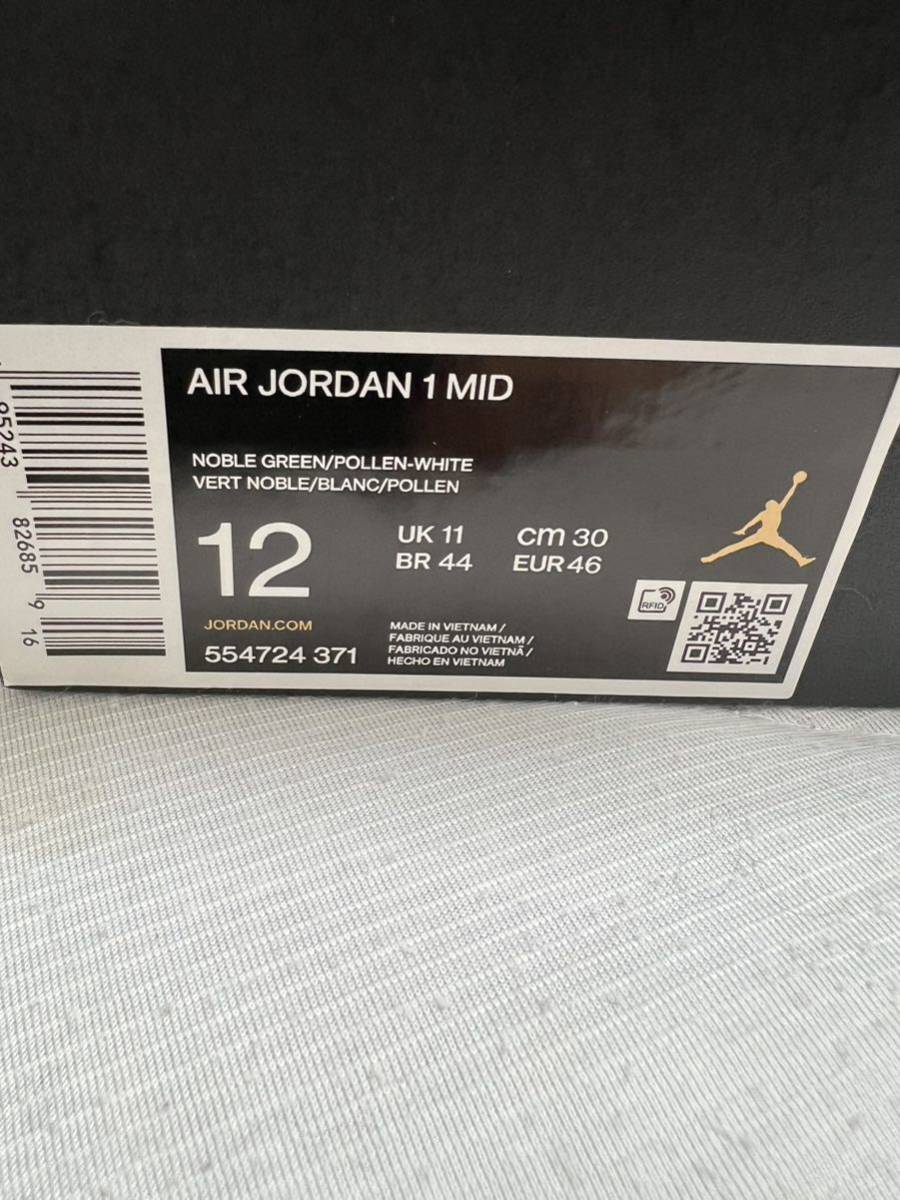 AIR JORDAN 1 MID
NOBLE GREEN/POLLEN-WHITE
VERT NOBLE/BLANC/POLLEN
12
UK 11
BR 44
cm 30
EUR 46
RFID
JORDAN.COM
554724 371
MADE IN VIETNAM /
FABRIQUE AU VIETNAM /
FABRICADO NO VIETNÃ /
HECHO EN VIETNAM
95243 82685 9 16